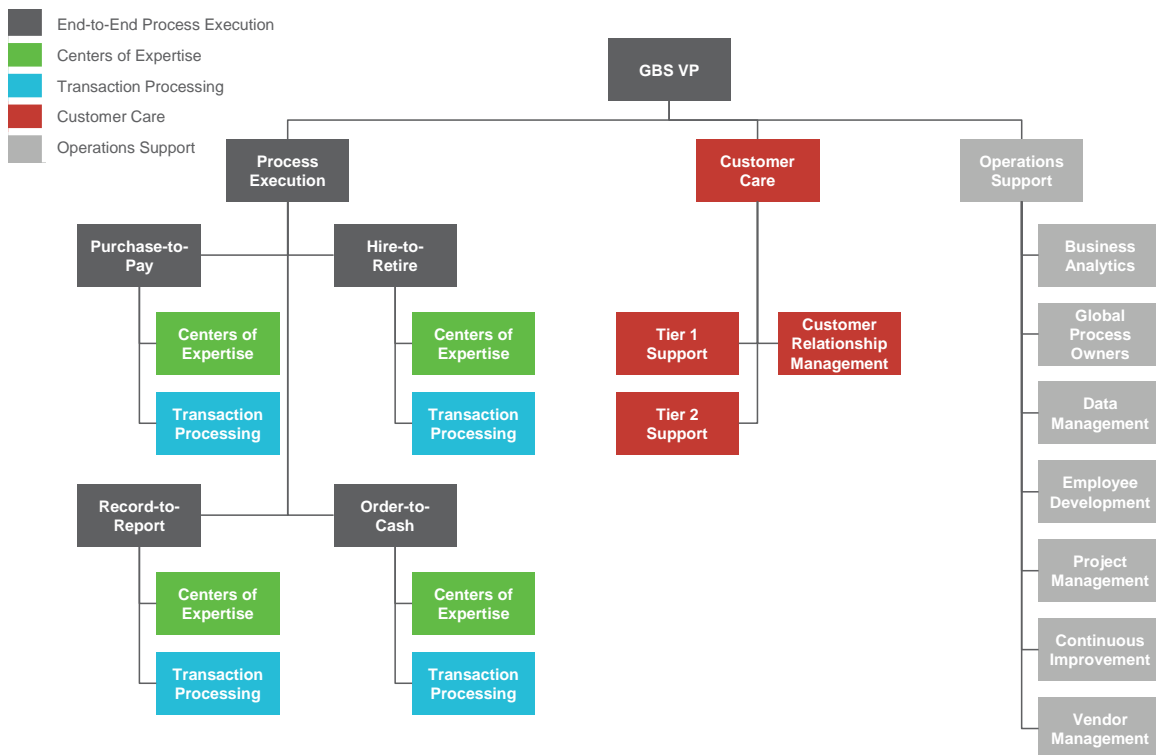 End-to-End Process Execution
Centers of Expertise
Transaction Processing
Customer Care
Operations Support
GBS VP
Process
Execution
Customer
Care
Operations
Support
Purchase-to-
Pay
Hire-to-
Retire
Business
Analytics
Centers of
Expertise
Centers of
Expertise
Tier 1
Support
Customer
Relationship
Management
Global
Process
Owners
Transaction
Processing
Transaction
Processing
Tier 2
Support
Data
Management
Record-to-
Report
Order-to-
Cash
Employee
Development
Centers of
Expertise
Centers of
Expertise
Project
Management
Transaction
Processing
Transaction
Processing
Continuous
Improvement
Vendor
Management